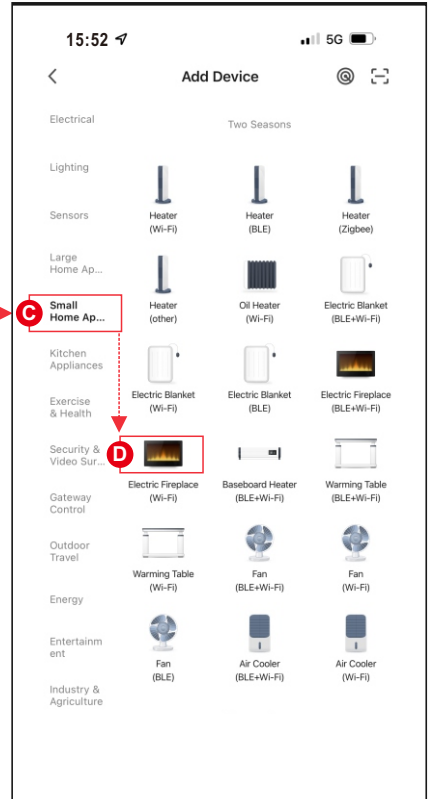 15:52
5G
Add Device
Electrical
Lighting
Sensors
Large
Home Ap...
C
Small
Home Ap...
Kitchen
Appliances
Exercise
& Health
Security &
Video Sur...
Gateway
Control
Outdoor
Travel
Energy
Entertainm
ent
Industry &
Agriculture
Two Seasons
Heater
(Wi-Fi)
Heater
(BLE)
Heater
(Zigbee)
Heater
(other)
Oil Heater
(Wi-Fi)
Electric Blanket
(BLE+Wi-Fi)
Electric Blanket
(Wi-Fi)
Electric Blanket
(BLE)
Electric Fireplace
(BLE+Wi-Fi)
D
Electric Fireplace
(Wi-Fi)
Baseboard Heater
(BLE+Wi-Fi)
Warming Table
(BLE+Wi-Fi)
Warming Table
(Wi-Fi)
Fan
(BLE+Wi-Fi)
Fan
(Wi-Fi)
Fan
(BLE)
Air Cooler
(BLE+Wi-Fi)
Air Cooler
(Wi-Fi)